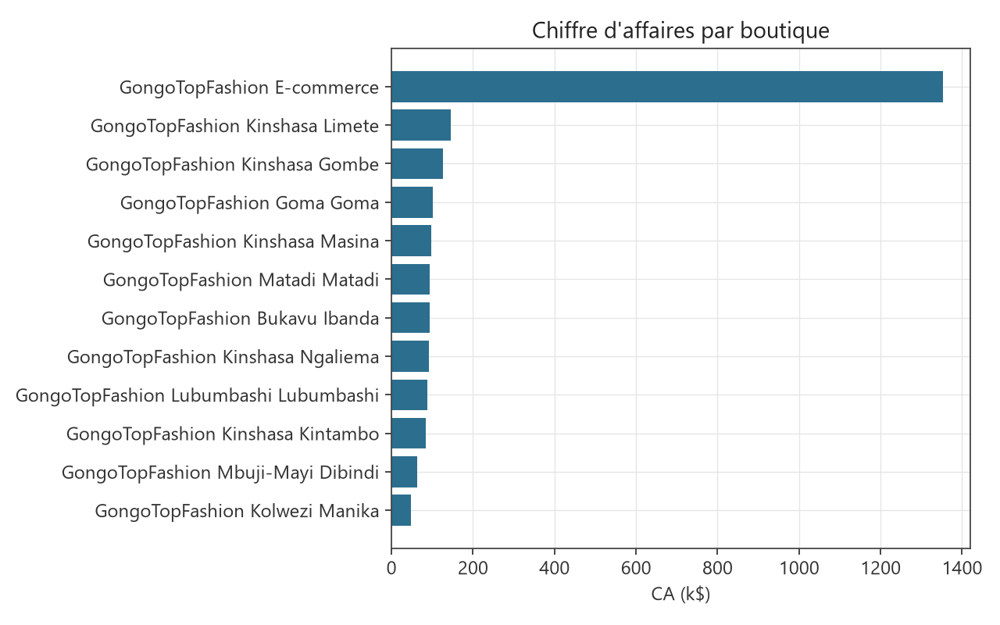 Chiffre d'affaires par boutique
GongoTopFashion E-commerce
GongoTopFashion Kinshasa Limete
GongoTopFashion Kinshasa Gombe
GongoTopFashion Goma Goma
GongoTopFashion Kinshasa Masina
GongoTopFashion Matadi Matadi
GongoTopFashion Bukavu Ibanda
GongoTopFashion Kinshasa Ngaliema
GongoTopFashion Lubumbashi Lubumbashi
GongoTopFashion Kinshasa Kintambo
GongoTopFashion Mbuji-Mayi Dibindi
GongoTopFashion Kolwezi Manika
0 200 400 600 800 1000 1200 1400
CA (k$)